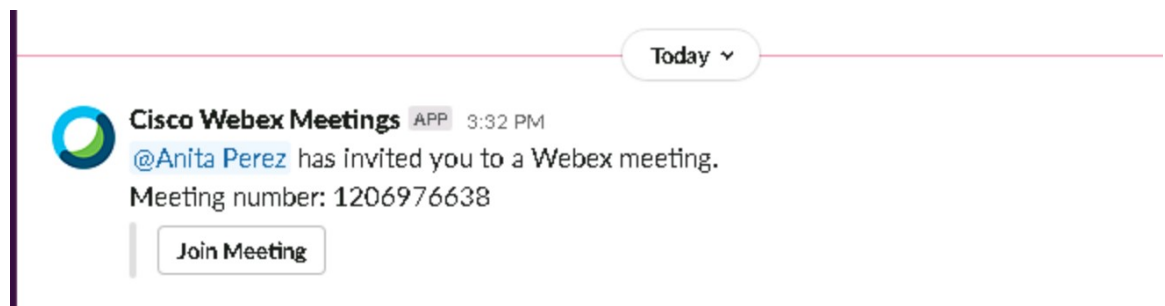 Today
Cisco Webex Meetings APP 3:32 PM
@Anita Perez has invited you to a Webex meeting.
Meeting number: 1206976638
Join Meeting